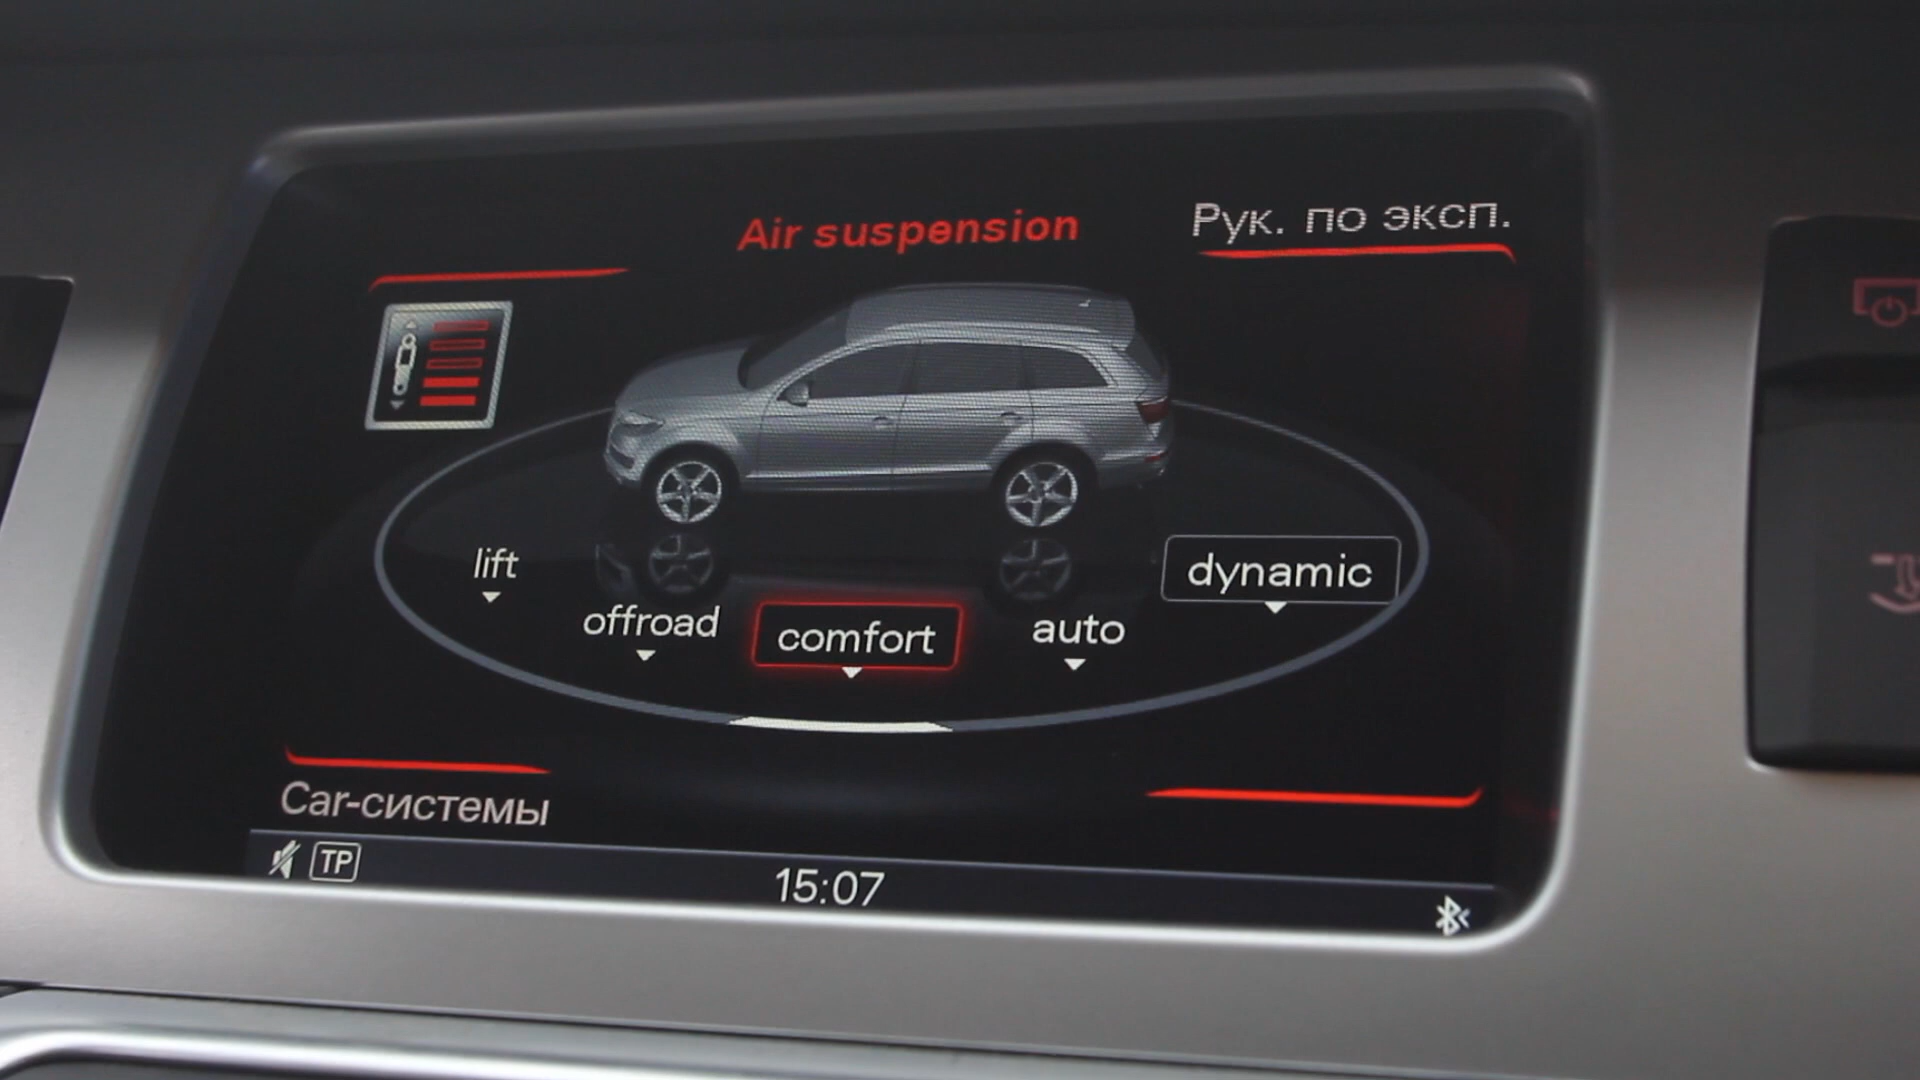 Air suspension
Рук. по эксп.
lift
offroad
comfort
auto
dynamic
Car-системы
TP
15:07